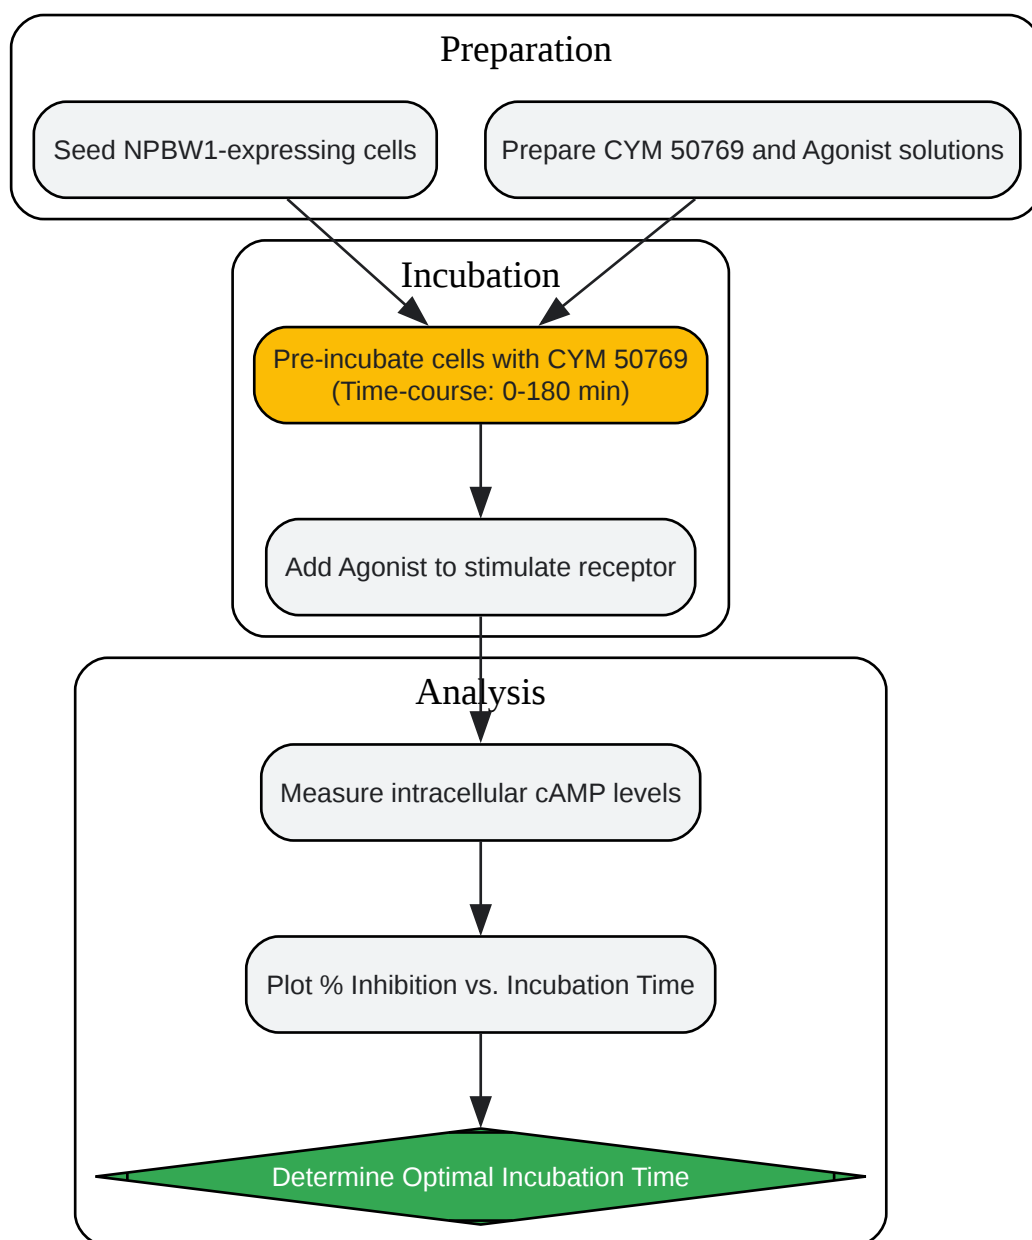 Preparation
Seed NPBW1-expressing cells
Prepare CYM 50769 and Agonist solutions
Incubation
Pre-incubate cells with CYM 50769
(Time-course: 0-180 min)
Add Agonist to stimulate receptor
Analysis
Measure intracellular cAMP levels
Plot % Inhibition vs. Incubation Time
Determine Optimal Incubation Time